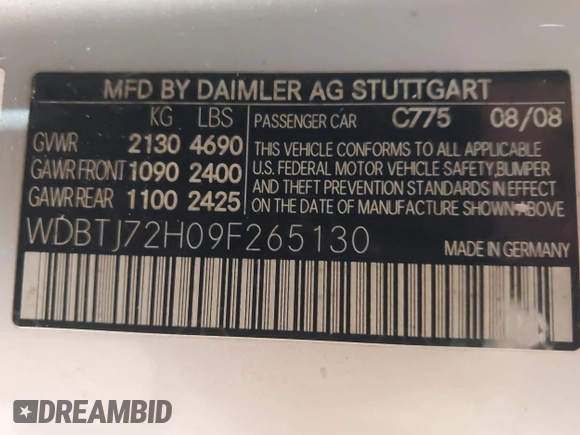 MFD BY DAIMLER AG STUTTGART
KG LBS PASSENGER CAR C775 08/08
GVWR 2130 4690 THIS VEHICLE CONFORMS TO ALL APPLICABLE
GAWR FRONT 1090 2400 U.S. FEDERAL MOTOR VEHICLE SAFETY, BUMPER
GAWR REAR 1100 2425 AND THEFT PREVENTION STANDARDS IN EFFECT
ON THE DATE OF MANUFACTURE SHOWN ABOVE
WDBTJ72H09F265130 MADE IN GERMANY
DREAMBID